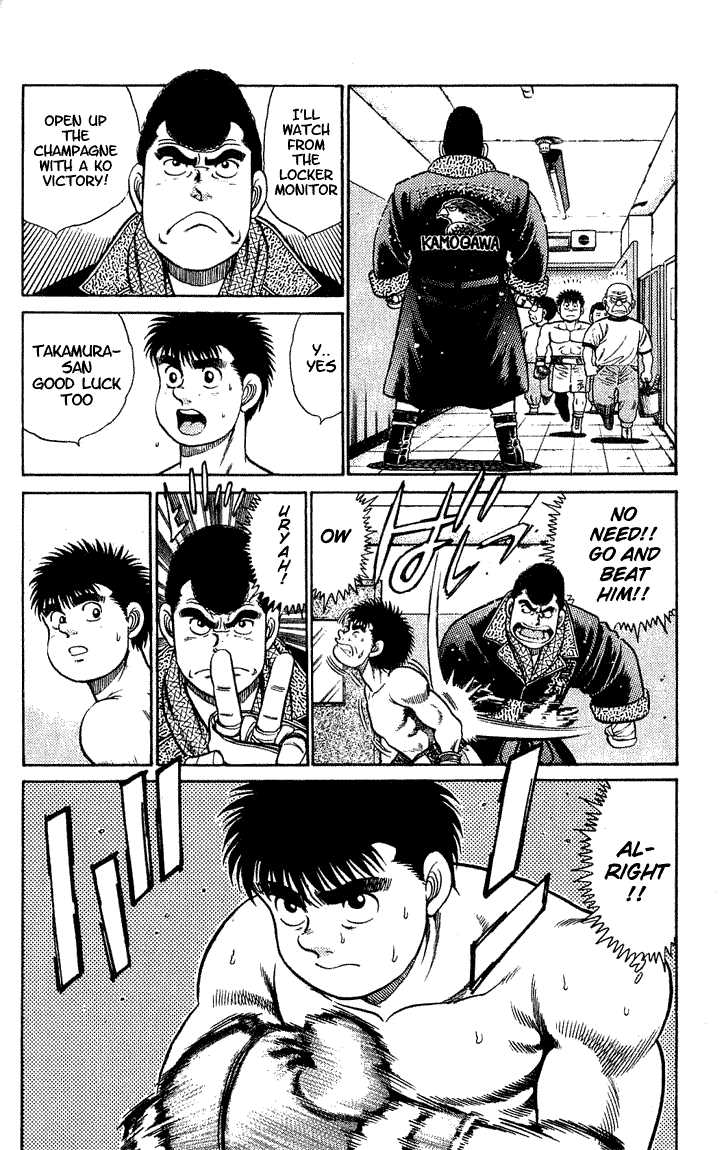 KAMOGAWA
I'LL
WATCH
FROM
THE
LOCKER
MONITOR
OPEN UP
THE
CHAMPAGNE
WITH A KO
VICTORY!
Y..
YES
TAKAMURA-
SAN
GOOD LUCK
TOO
NO
NEED!!
GO AND
BEAT
HIM!!
OW
URYAH!
AL-
RIGHT
!!